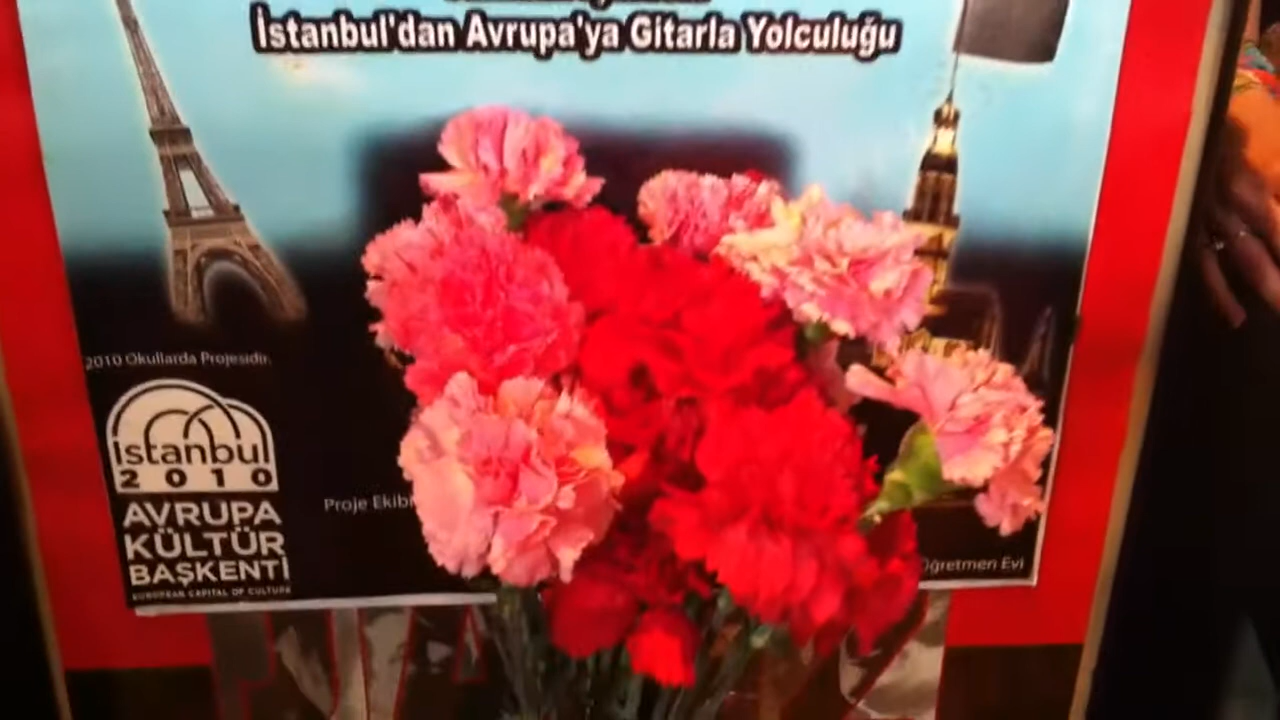 İstanbul'dan Avrupa'ya Gitarla Yolculuğu
2010 Okullarda Projesidir.
istanbul
2010
Proje Ekibi
AVRUPA
KÜLTÜR
BAŞKENTİ
EUROPEAN CAPITAL OF CULTURE
Öğretmen Evi